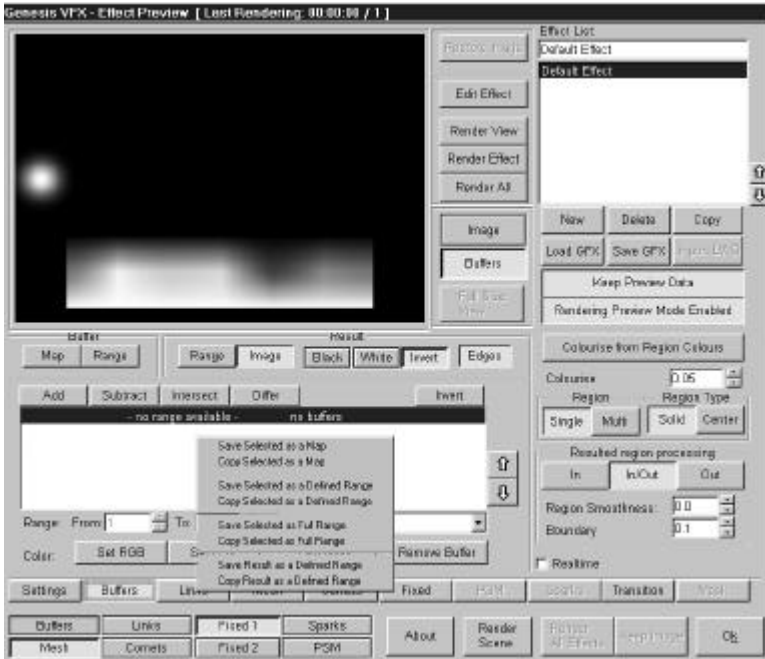 Genesis VFX - Effect Preview [ Last Rendering: 00:00:00 / 1 ]
Effect List
Default Effect
Default Effect
Edit Effect
Render View
Render Effect
Render All
Image
Buffers
New Delete Copy
Load GFX Save GFX
Keep Preview Data
Rendering Preview Mode Enabled
Buffer
Map Range
Result
Range Image Black White Invert Edges
Colourise from Region Colours
Colourise 0.05
Region Region Type
Single Multi Solid Center
Add Subtract Intersect Differ Invert
- no range available - no buffers
Save Selected as a Map
Copy Selected as a Map
Save Selected as a Defined Range
Copy Selected as a Defined Range
Save Selected as Full Range
Copy Selected as Full Range
Save Result as a Defined Range
Copy Result as a Defined Range
Resulted region processing
In In/Out Out
Region Smoothness: 0.0
Boundary 0.1
Range: From: 1 To:
Color: Set RGB Remove Buffer
Realtime
Settings Buffers Fixed Transition
Buffers Links Fixed 1 Sparks
Mesh Comets Fixed 2 PSM
About
Render Scene
Ok